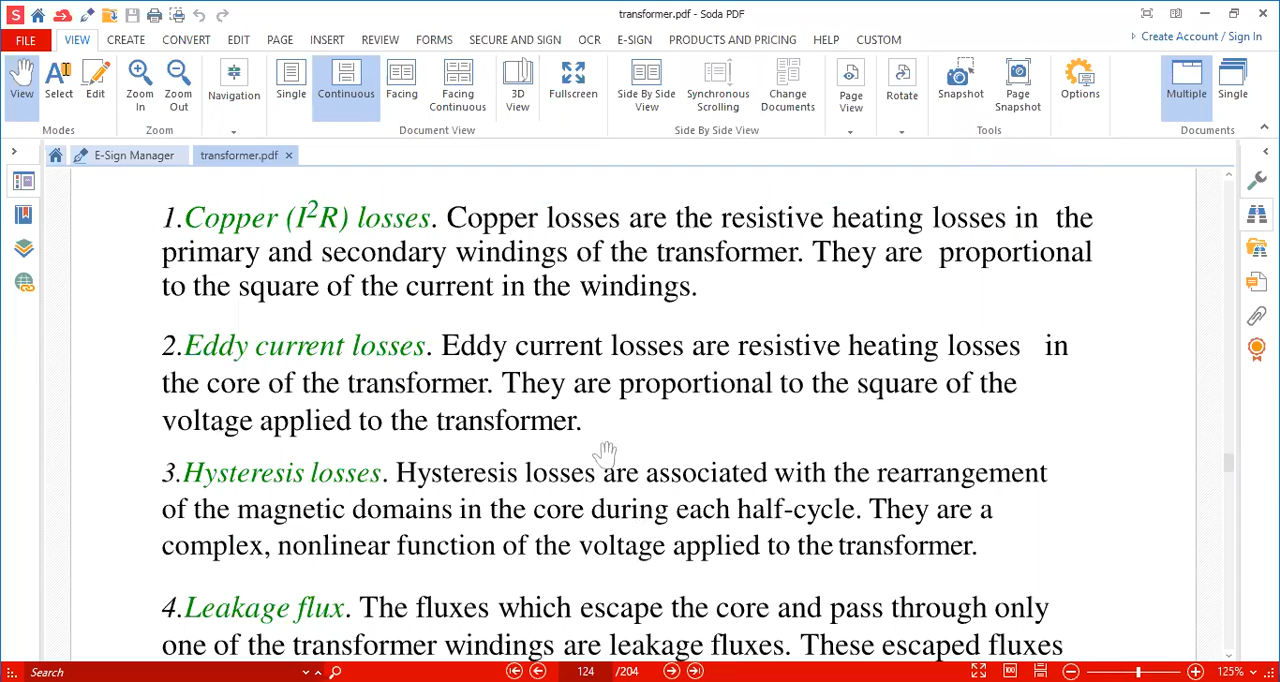 transformer.pdf - Soda PDF
FILE VIEW CREATE CONVERT EDIT PAGE INSERT REVIEW FORMS SECURE AND SIGN OCR E-SIGN PRODUCTS AND PRICING HELP CUSTOM Create Account / Sign In
View Select Edit Zoom In Zoom Out Navigation Single Continuous Facing Facing Continuous 3D View Fullscreen Side By Side View Synchronous Scrolling Change Documents Page View Rotate Snapshot Page Snapshot Options Multiple Single
Modes Zoom Document View Side By Side View Tools Documents
E-Sign Manager transformer.pdf
1.Copper (I²R) losses. Copper losses are the resistive heating losses in the
primary and secondary windings of the transformer. They are proportional
to the square of the current in the windings.
2.Eddy current losses. Eddy current losses are resistive heating losses in
the core of the transformer. They are proportional to the square of the
voltage applied to the transformer.
3.Hysteresis losses. Hysteresis losses are associated with the rearrangement
of the magnetic domains in the core during each half-cycle. They are a
complex, nonlinear function of the voltage applied to the transformer.
4.Leakage flux. The fluxes which escape the core and pass through only
one of the transformer windings are leakage fluxes. These escaped fluxes
Search 124 /204 125%